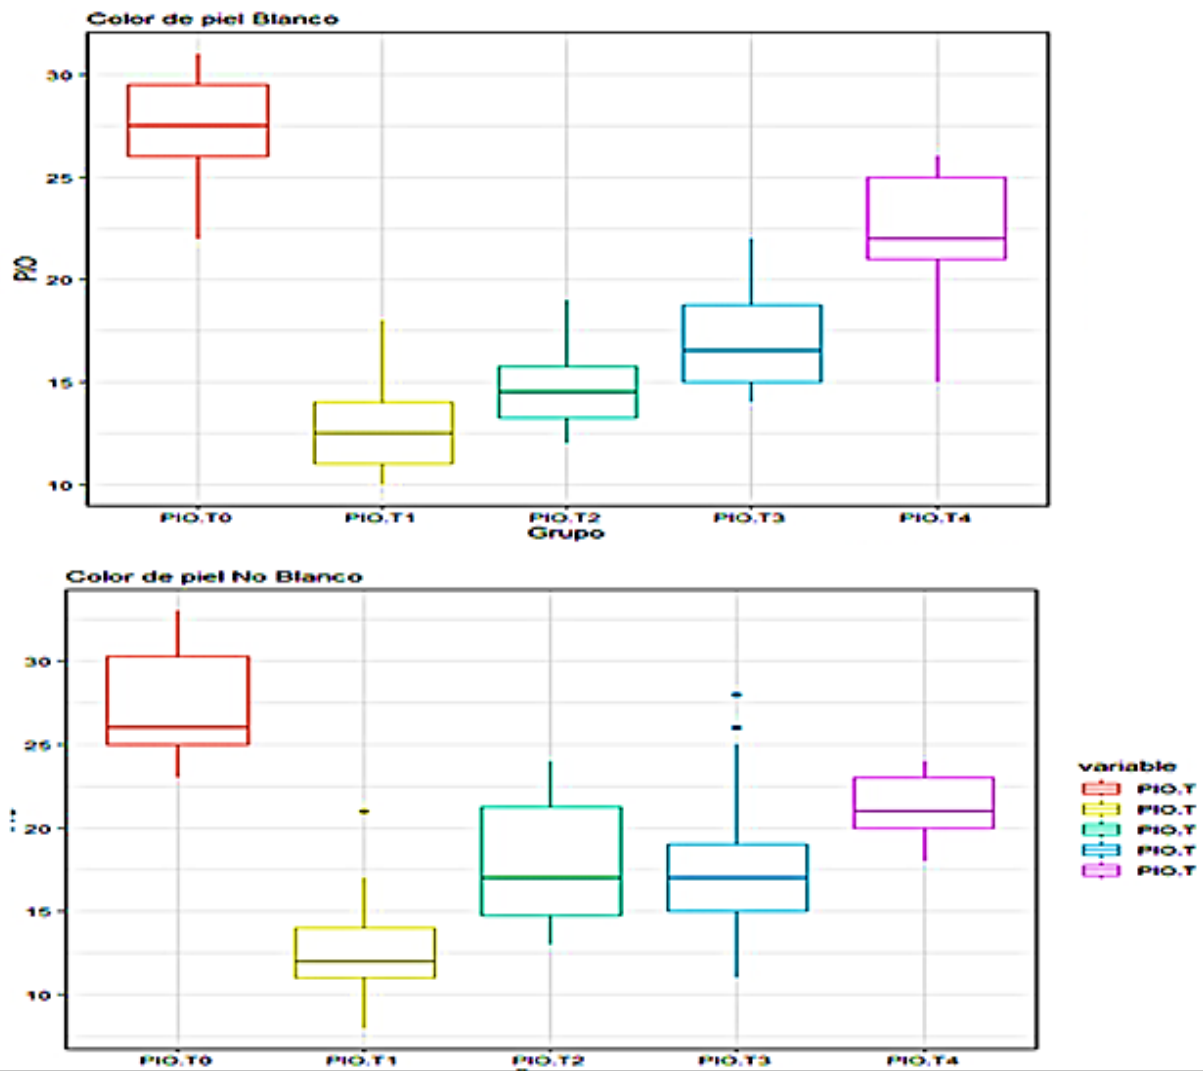 Color de piel Blanco
30
25
20
15
10
PIO
PIO.T0 PIO.T1 PIO.T2 PIO.T3 PIO.T4
Grupo
Color de piel No Blanco
30
25
20
15
10
PIO.T0 PIO.T1 PIO.T2 PIO.T3 PIO.T4
variable
PIO.T
PIO.T
PIO.T
PIO.T
PIO.T